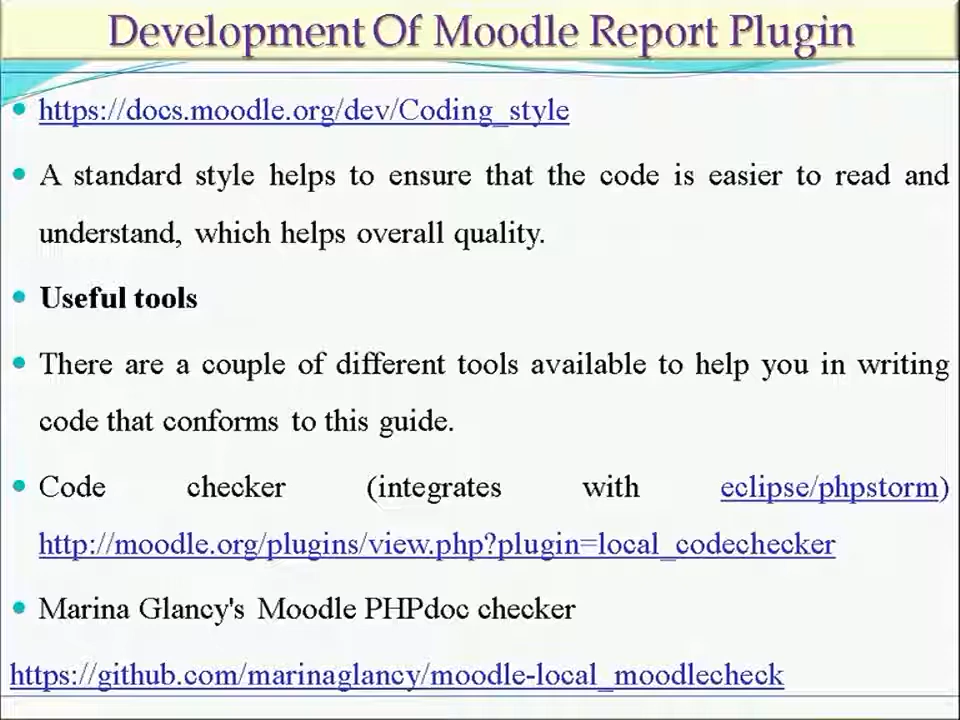 Development Of Moodle Report Plugin
• https://docs.moodle.org/dev/Coding_style
• A standard style helps to ensure that the code is easier to read and
understand, which helps overall quality.
• Useful tools
• There are a couple of different tools available to help you in writing
code that conforms to this guide.
• Code checker (integrates with eclipse/phpstorm)
http://moodle.org/plugins/view.php?plugin=local_codechecker
• Marina Glancy's Moodle PHPdoc checker
https://github.com/marinaglancy/moodle-local_moodlecheck